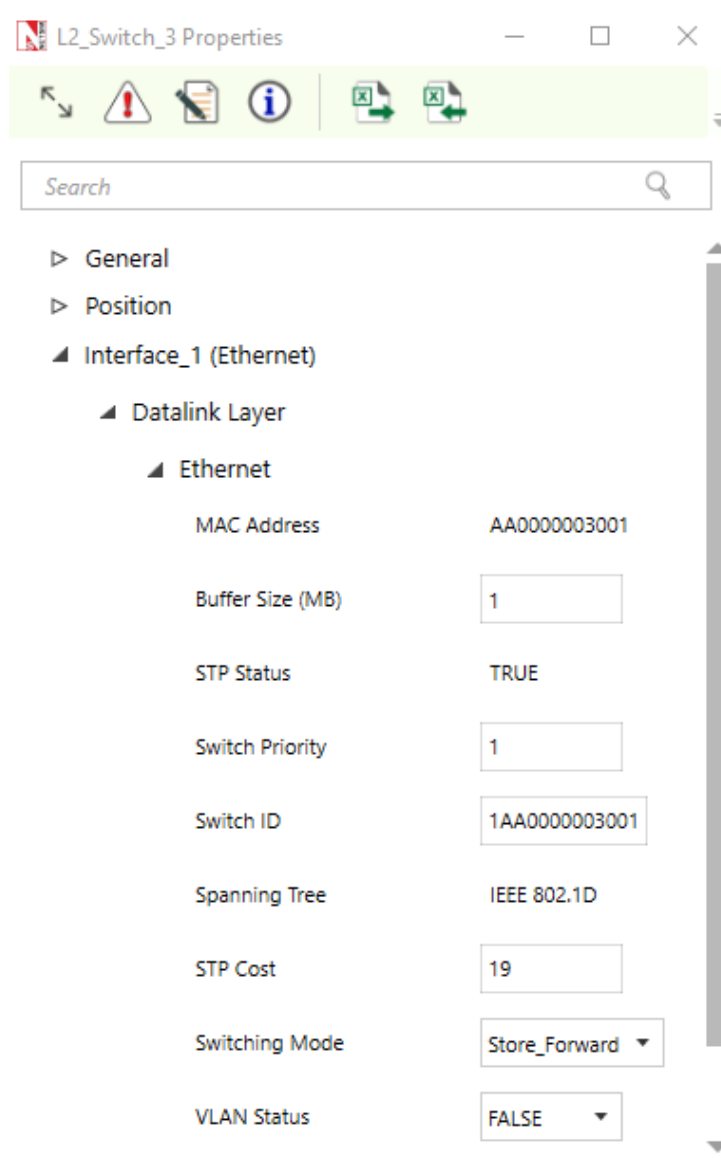 L2_Switch_3 Properties
Search
General
Position
Interface_1 (Ethernet)
Datalink Layer
Ethernet
MAC Address AA0000003001
Buffer Size (MB) 1
STP Status TRUE
Switch Priority 1
Switch ID 1AA0000003001
Spanning Tree IEEE 802.1D
STP Cost 19
Switching Mode Store_Forward
VLAN Status FALSE